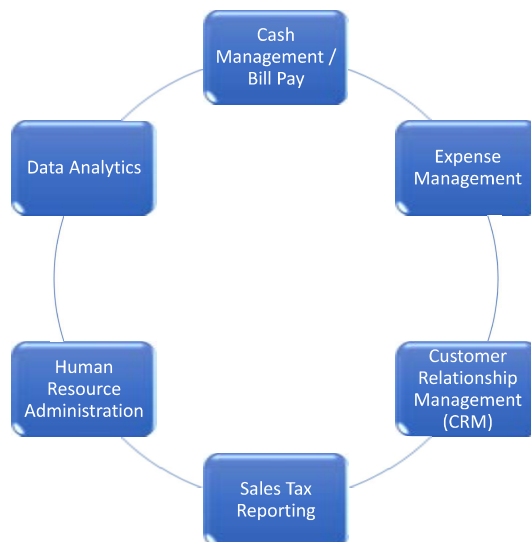 Cash
Management /
Bill Pay
Expense
Management
Customer
Relationship
Management
(CRM)
Sales Tax
Reporting
Human
Resource
Administration
Data Analytics